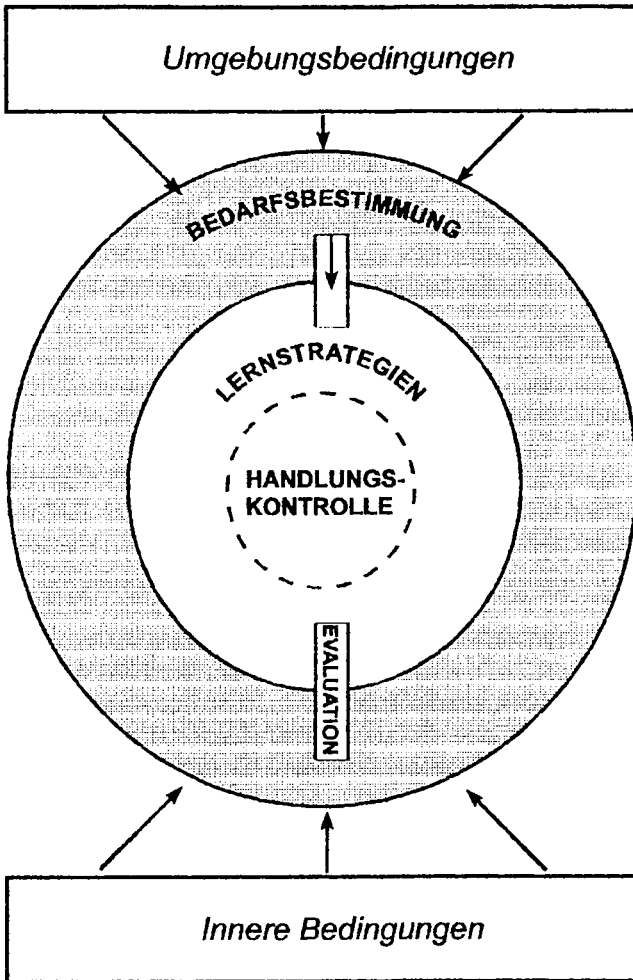 Umgebungsbedingungen
BEDARFSBESTIMMUNG
LERNSTRATEGIEN
HANDLUNGS-
KONTROLLE
EVALUATION
Innere Bedingungen